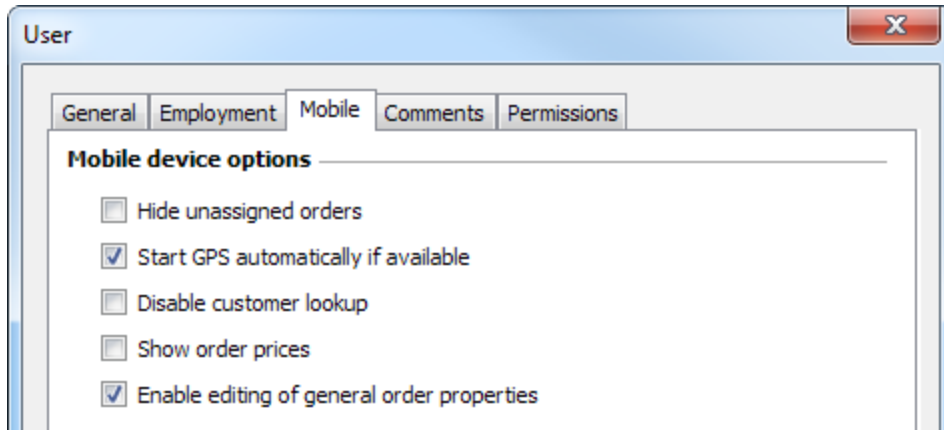 User
General Employment Mobile Comments Permissions
Mobile device options
Hide unassigned orders
Start GPS automatically if available
Disable customer lookup
Show order prices
Enable editing of general order properties